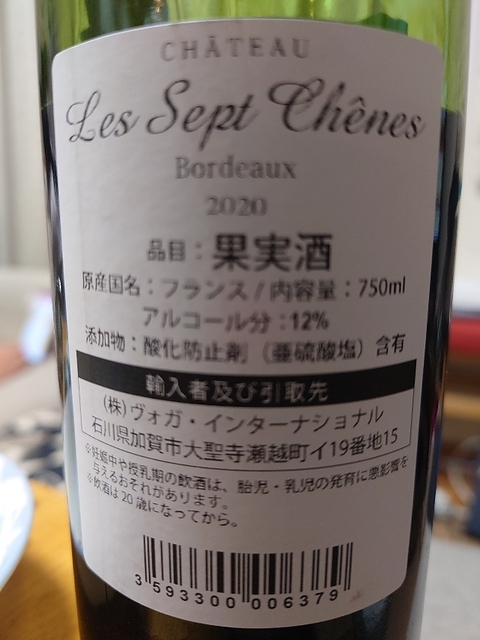 CHÂTEAU
Les Sept Chênes
Bordeaux
2020
品目：果実酒
原産国名：フランス / 内容量：750ml
アルコール分：12%
添加物：酸化防止剤（亜硫酸塩）含有
輸入者及び引取先
(株)ヴォガ・インターナショナル
石川県加賀市大聖寺瀬越町イ19番地15
※妊娠中や授乳期の飲酒は、胎児・乳児の発育に悪影響を
与えるおそれがあります。
※飲酒は20歳になってから。
3 593300 006379